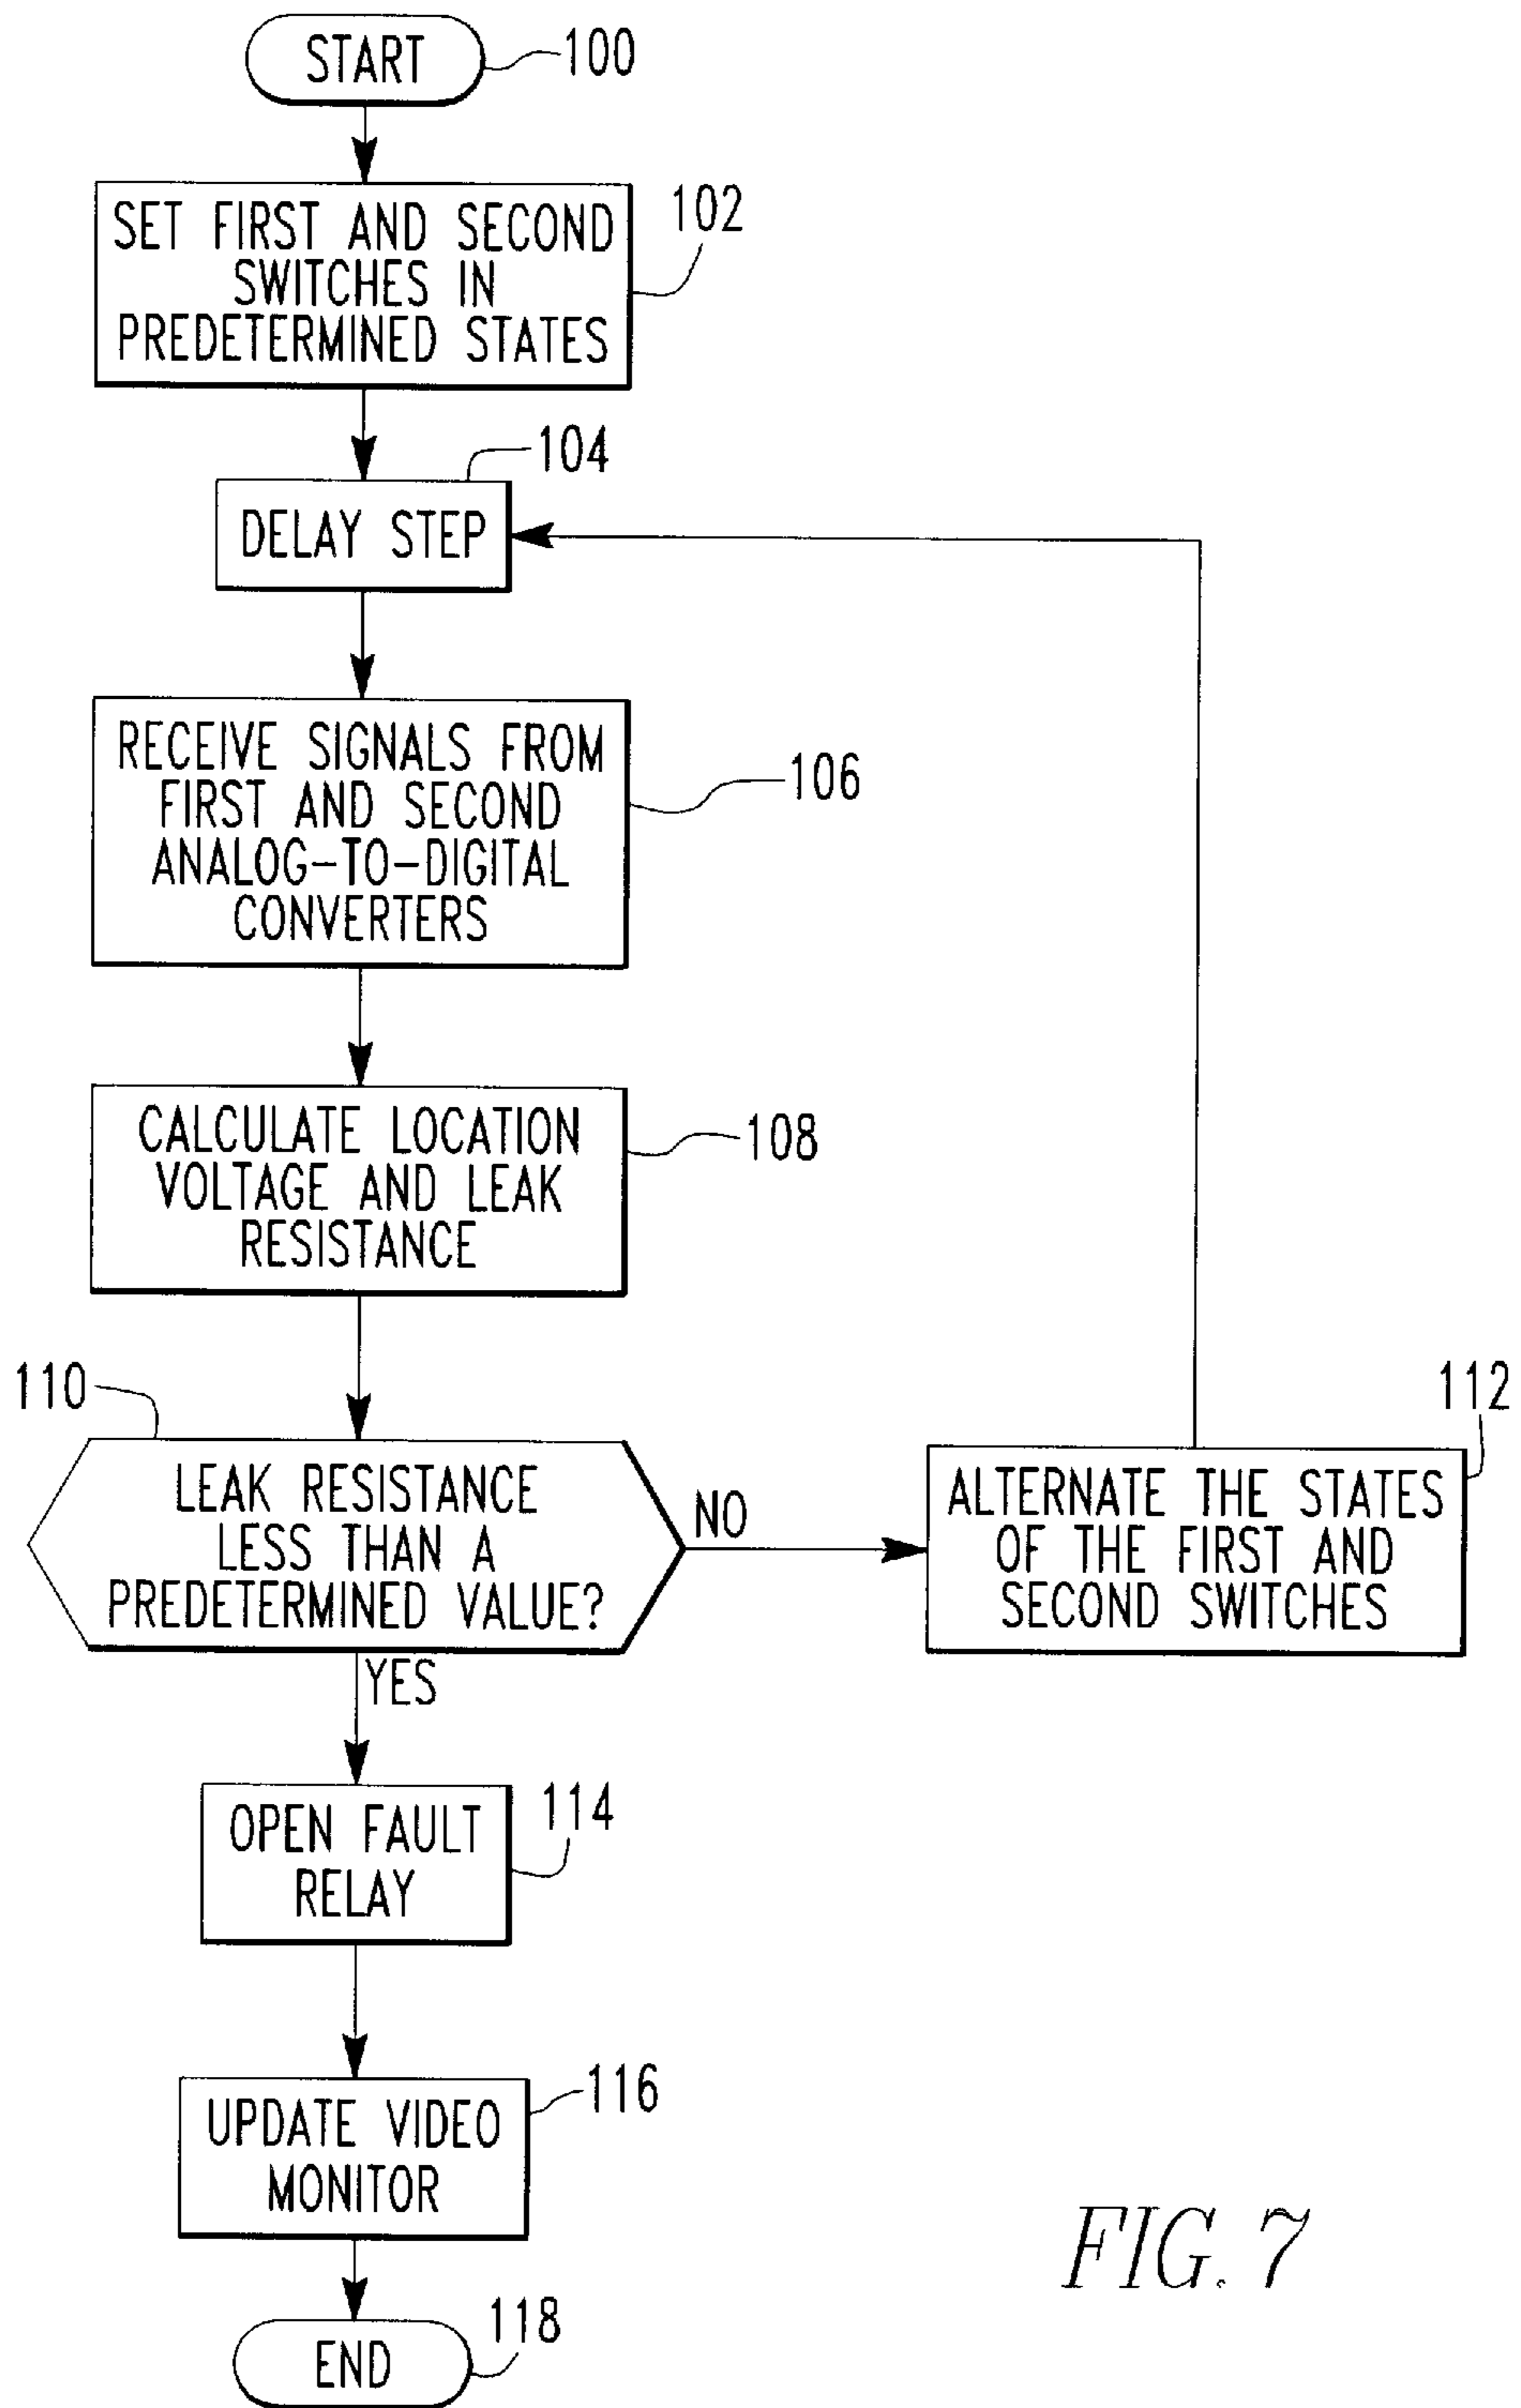 START
100
SET FIRST AND SECOND
SWITCHES IN
PREDETERMINED STATES
102
DELAY STEP
104
RECEIVE SIGNALS FROM
FIRST AND SECOND
ANALOG-TO-DIGITAL
CONVERTERS
106
CALCULATE LOCATION
VOLTAGE AND LEAK
RESISTANCE
108
110
LEAK RESISTANCE
LESS THAN A
PREDETERMINED VALUE?
NO
112
ALTERNATE THE STATES
OF THE FIRST AND
SECOND SWITCHES
YES
OPEN FAULT
RELAY
114
UPDATE VIDEO
MONITOR
116
END
118
FIG. 7